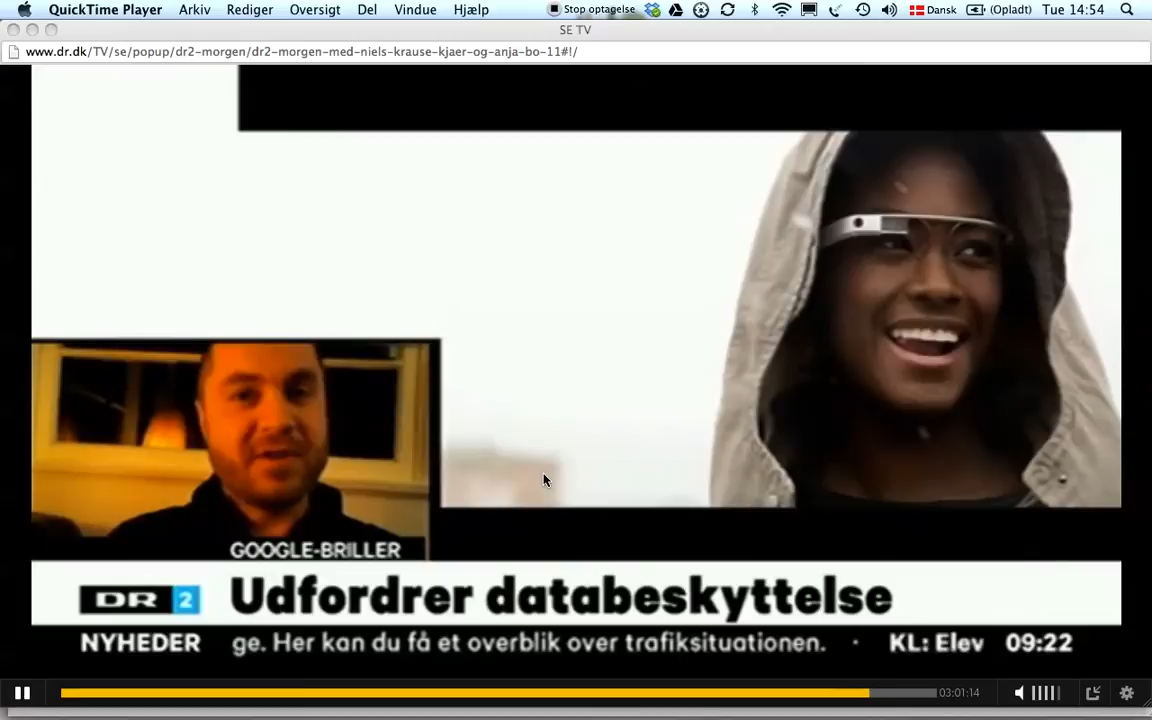 QuickTime Player Arkiv Rediger Oversigt Del Vindue Hjælp Stop optagelse Dansk (Opladt) Tue 14:54
SE TV
www.dr.dk/TV/se/popup/dr2-morgen/dr2-morgen-med-niels-krause-kjaer-og-anja-bo-11#!/
GOOGLE-BRILLER
DR 2 Udfordrer databeskyttelse
NYHEDER ge. Her kan du få et overblik over trafiksituationen. · KL: Elev 09:22
03:01:14